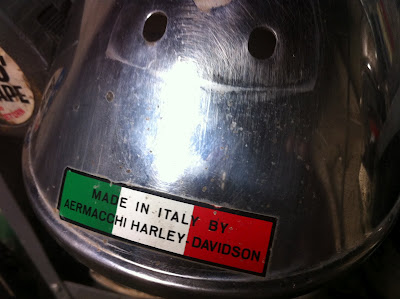 MADE IN ITALY BY
AERMACCHI HARLEY-DAVIDSON